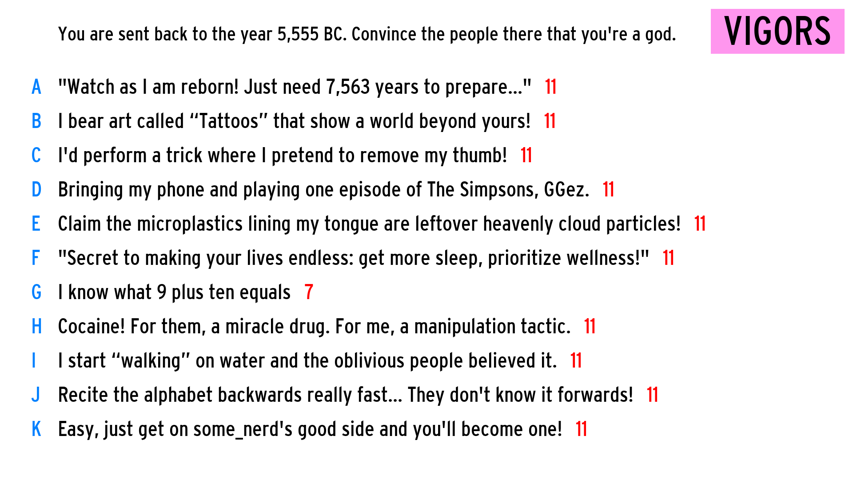 You are sent back to the year 5,555 BC. Convince the people there that you're a god.
VIGORS
A "Watch as I am reborn! Just need 7,563 years to prepare..." 11
B I bear art called “Tattoos” that show a world beyond yours! 11
C I'd perform a trick where I pretend to remove my thumb! 11
D Bringing my phone and playing one episode of The Simpsons, GGez. 11
E Claim the microplastics lining my tongue are leftover heavenly cloud particles! 11
F "Secret to making your lives endless: get more sleep, prioritize wellness!" 11
G I know what 9 plus ten equals 7
H Cocaine! For them, a miracle drug. For me, a manipulation tactic. 11
I I start “walking” on water and the oblivious people believed it. 11
J Recite the alphabet backwards really fast... They don't know it forwards! 11
K Easy, just get on some_nerd's good side and you'll become one! 11